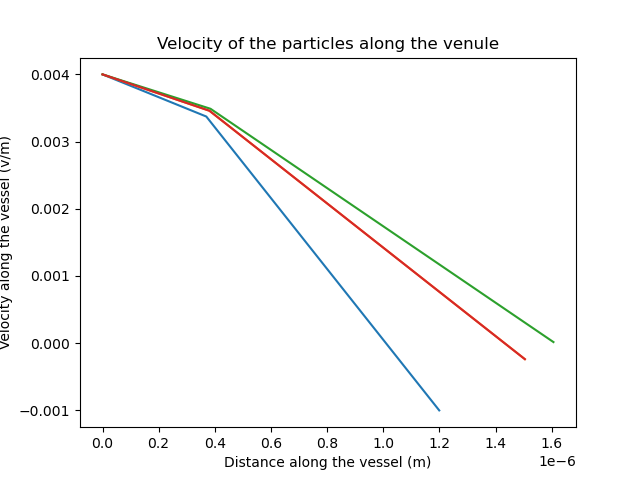 Velocity of the particles along the venule
Velocity along the vessel (v/m)
0.004
0.003
0.002
0.001
0.000
−0.001
0.0 0.2 0.4 0.6 0.8 1.0 1.2 1.4 1.6
1e−6
Distance along the vessel (m)